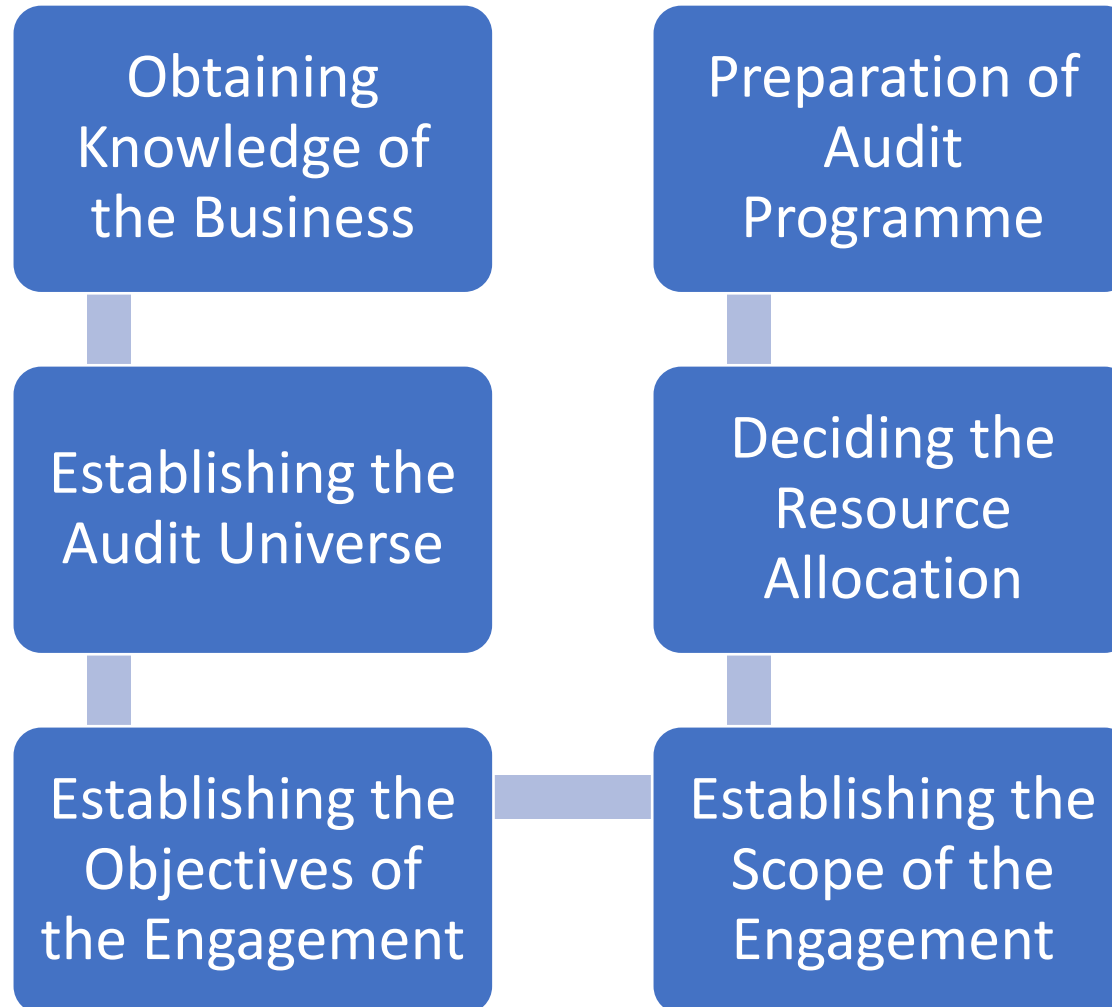 Obtaining
Knowledge of
the Business
Establishing the
Audit Universe
Establishing the
Objectives of
the Engagement
Establishing the
Scope of the
Engagement
Deciding the
Resource
Allocation
Preparation of
Audit
Programme